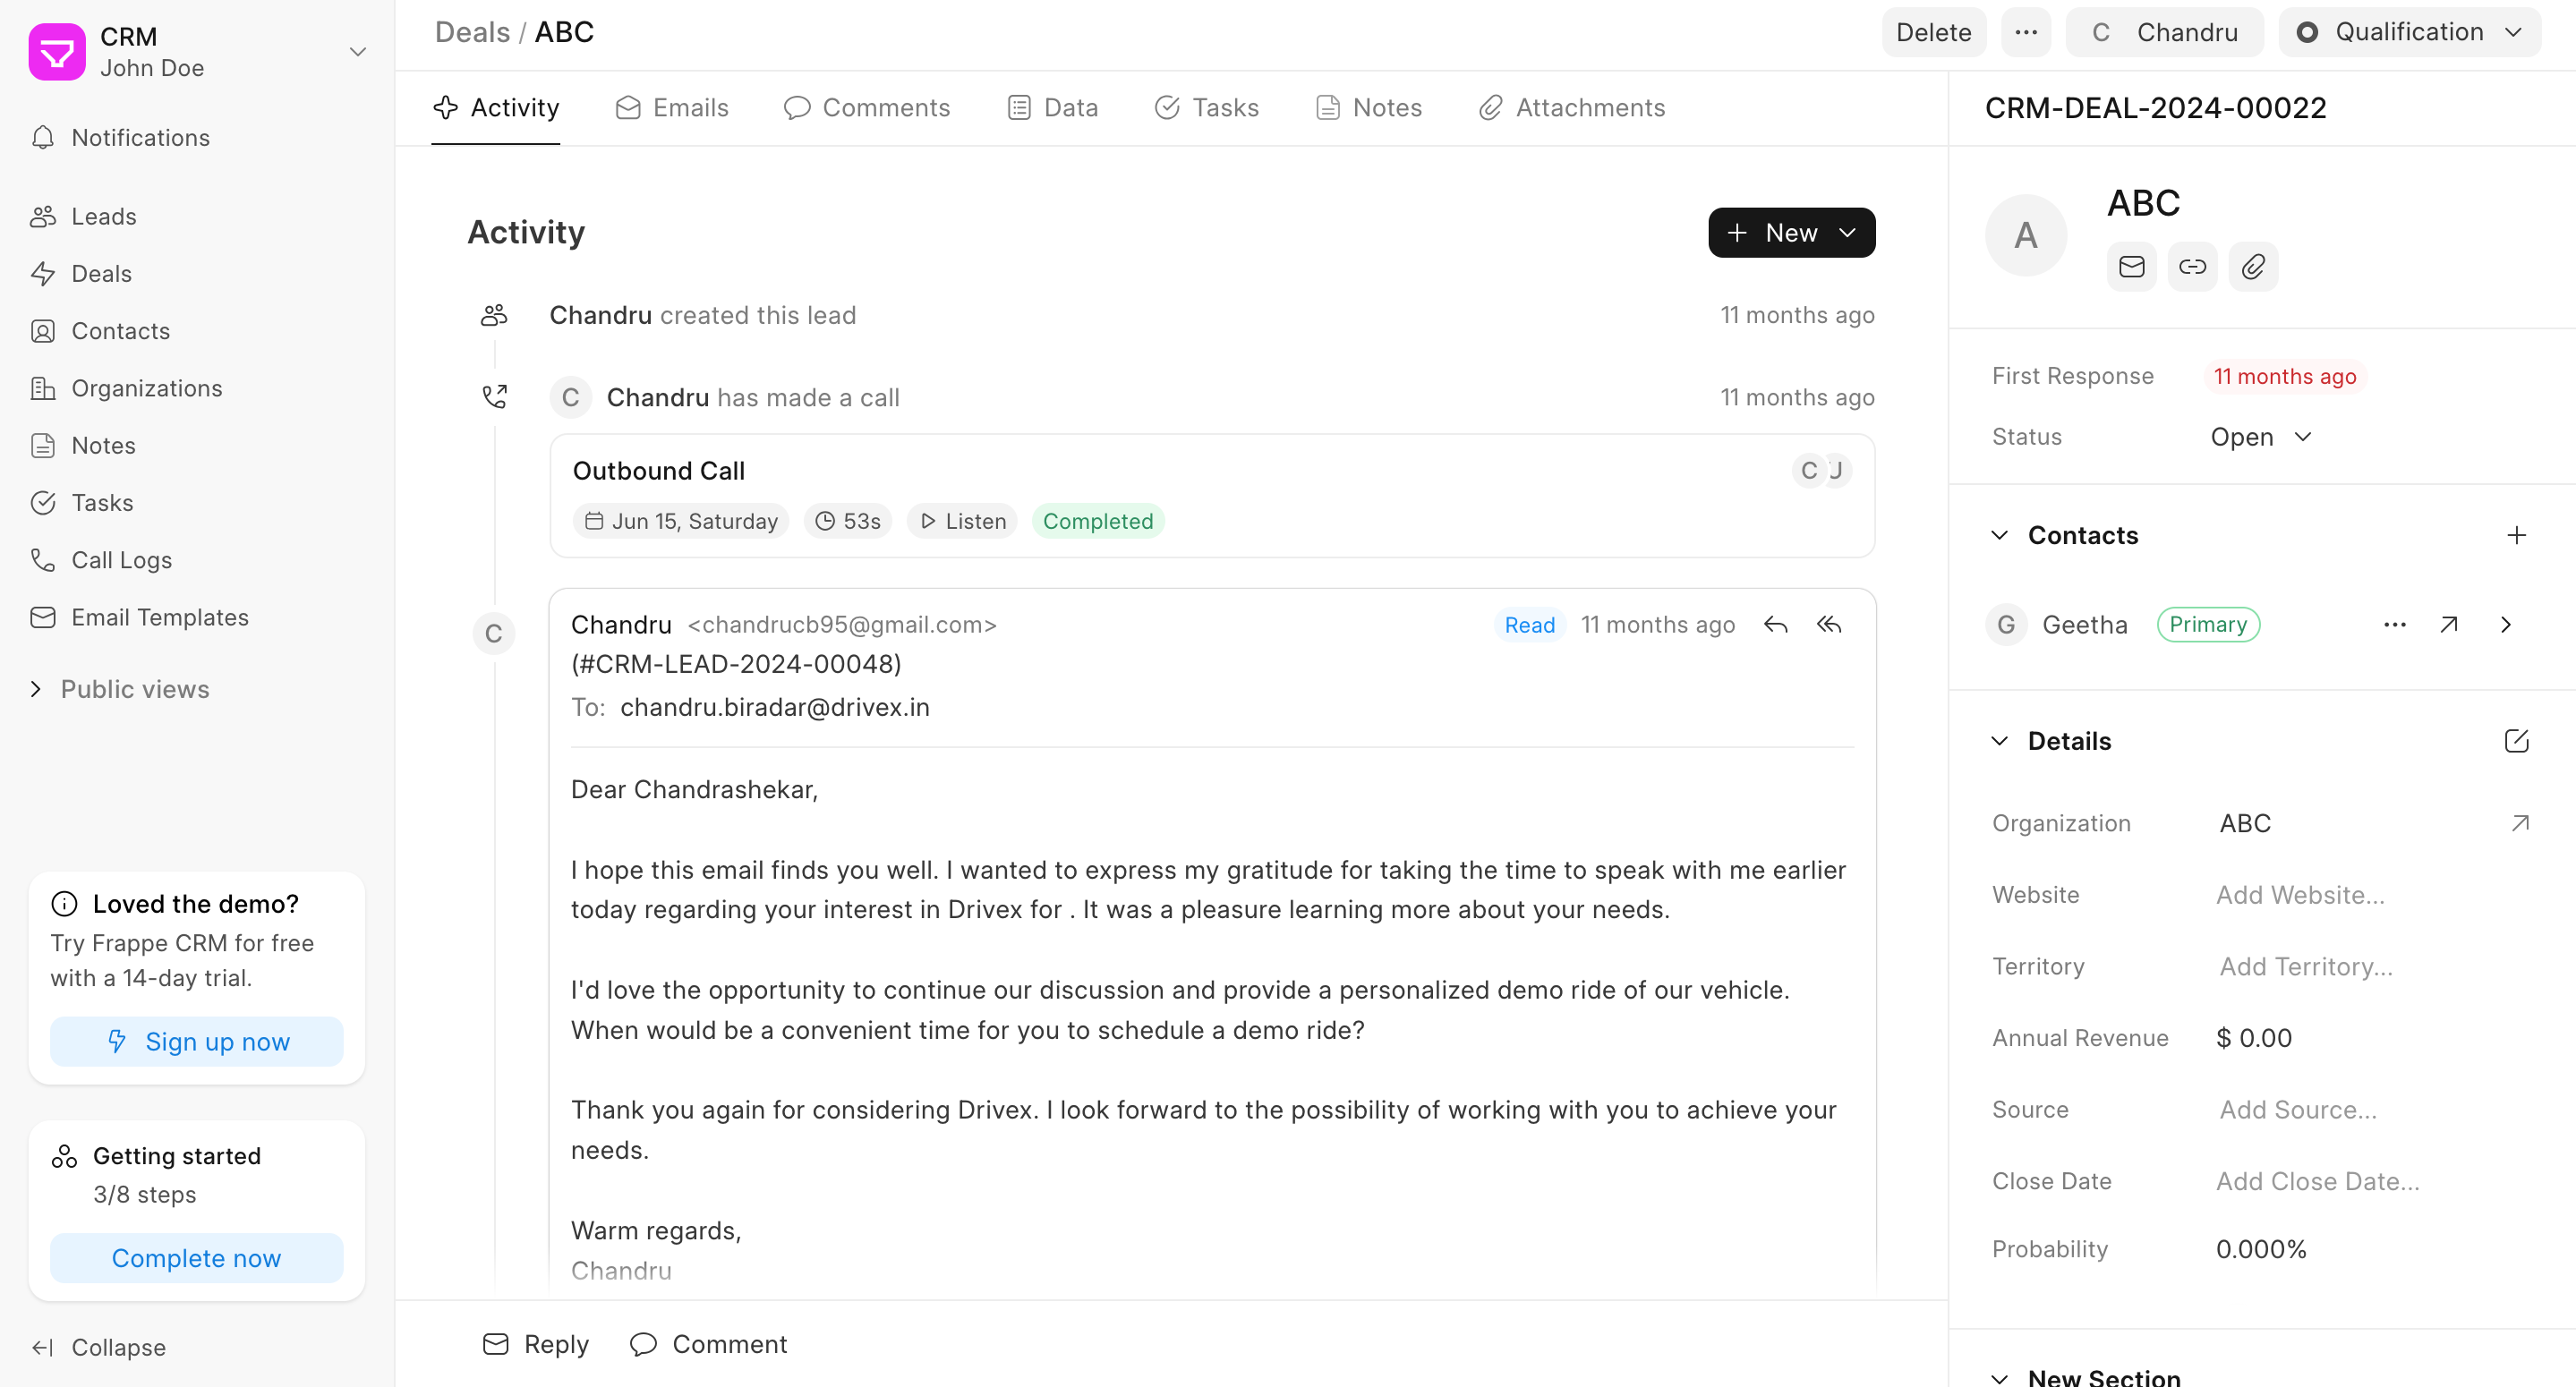 CRM
John Doe
Notifications
Leads
Deals
Contacts
Organizations
Notes
Tasks
Call Logs
Email Templates
Public views
Loved the demo?
Try Frappe CRM for free
with a 14-day trial.
Sign up now
Getting started
3/8 steps
Complete now
Collapse
Deals / ABC
Delete
C Chandru
Qualification
Activity Emails Comments Data Tasks Notes Attachments
Activity
New
Chandru created this lead 11 months ago
C Chandru has made a call 11 months ago
Outbound Call C J
Jun 15, Saturday 53s Listen Completed
C
Chandru <chandrucb95@gmail.com> Read 11 months ago
(#CRM-LEAD-2024-00048)
To: chandru.biradar@drivex.in
Dear Chandrashekar,
I hope this email finds you well. I wanted to express my gratitude for taking the time to speak with me earlier
today regarding your interest in Drivex for . It was a pleasure learning more about your needs.
I'd love the opportunity to continue our discussion and provide a personalized demo ride of our vehicle.
When would be a convenient time for you to schedule a demo ride?
Thank you again for considering Drivex. I look forward to the possibility of working with you to achieve your
needs.
Warm regards,
Chandru
Reply Comment
CRM-DEAL-2024-00022
A
ABC
First Response 11 months ago
Status Open
Contacts
G Geetha Primary
Details
Organization ABC
Website Add Website...
Territory Add Territory...
Annual Revenue $ 0.00
Source Add Source...
Close Date Add Close Date...
Probability 0.000%
New Section